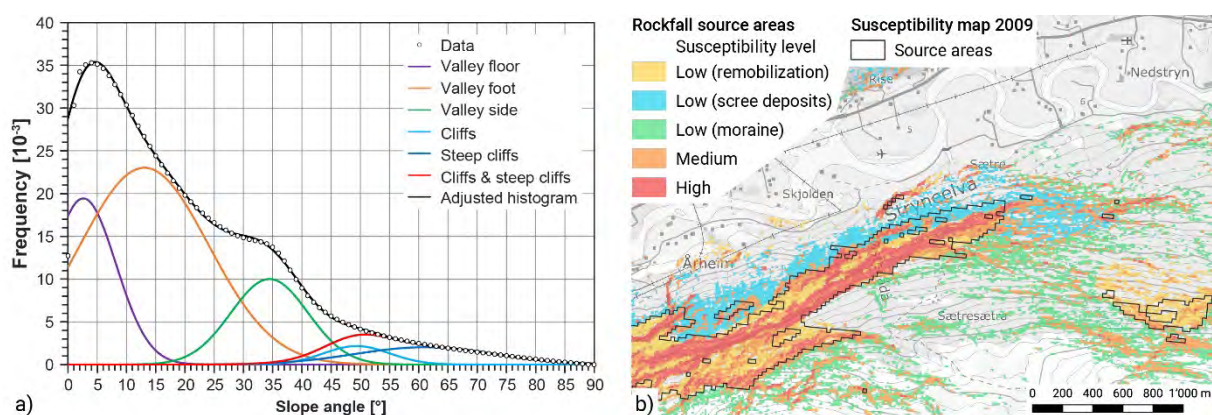 40
35
30
25
20
15
10
5
0
Frequency [10⁻³]
Data
Valley floor
Valley foot
Valley side
Cliffs
Steep cliffs
Cliffs & steep cliffs
Adjusted histogram
0 5 10 15 20 25 30 35 40 45 50 55 60 65 70 75 80 85 90
Slope angle [°]
a)
Rockfall source areas
Susceptibility level
Low (remobilization)
Low (scree deposits)
Low (moraine)
Medium
High
Susceptibility map 2009
Source areas
Rise
Nedstryn
6
5
Sætre
Skjolden
Stryneelva
Årheim
Sætresætra
b)
0 200 400 600 800 1'000 m